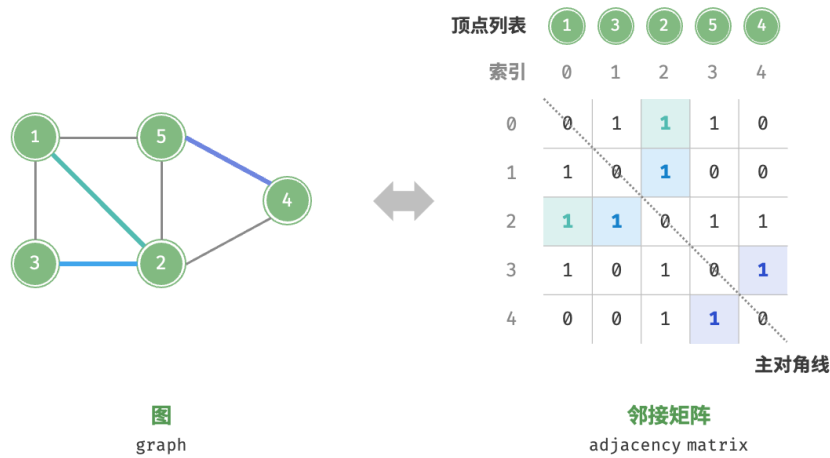 顶点列表 1 3 2 5 4
索引 0 1 2 3 4
0 0 1 1 1 0
1 1 0 1 0 0
2 1 1 0 1 1
3 1 0 1 0 1
4 0 0 1 1 0
主对角线
1 5
4
3 2
图
graph
邻接矩阵
adjacency matrix